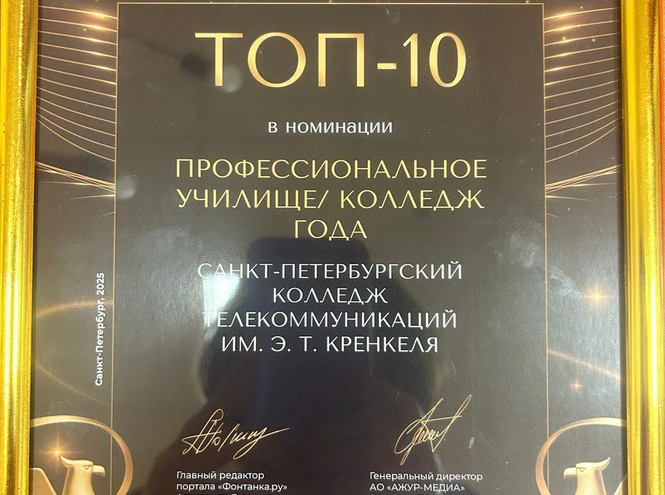 ТОП-10
в номинации
ПРОФЕССИОНАЛЬНОЕ
УЧИЛИЩЕ/ КОЛЛЕДЖ
ГОДА
САНКТ-ПЕТЕРБУРГСКИЙ
КОЛЛЕДЖ
ТЕЛЕКОММУНИКАЦИЙ
ИМ. Э. Т. КРЕНКЕЛЯ
Санкт-Петербург, 2025
Главный редактор
портала «Фонтанка.ру»
Генеральный директор
АО «АЖУР-МЕДИА»